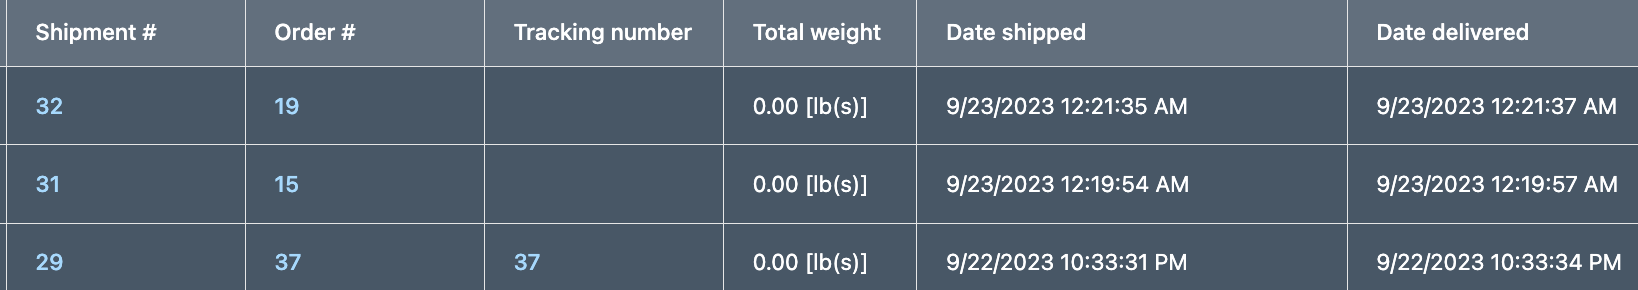 Shipment # Order # Tracking number Total weight Date shipped Date delivered
32 19 0.00 [lb(s)] 9/23/2023 12:21:35 AM 9/23/2023 12:21:37 AM
31 15 0.00 [lb(s)] 9/23/2023 12:19:54 AM 9/23/2023 12:19:57 AM
29 37 37 0.00 [lb(s)] 9/22/2023 10:33:31 PM 9/22/2023 10:33:34 PM